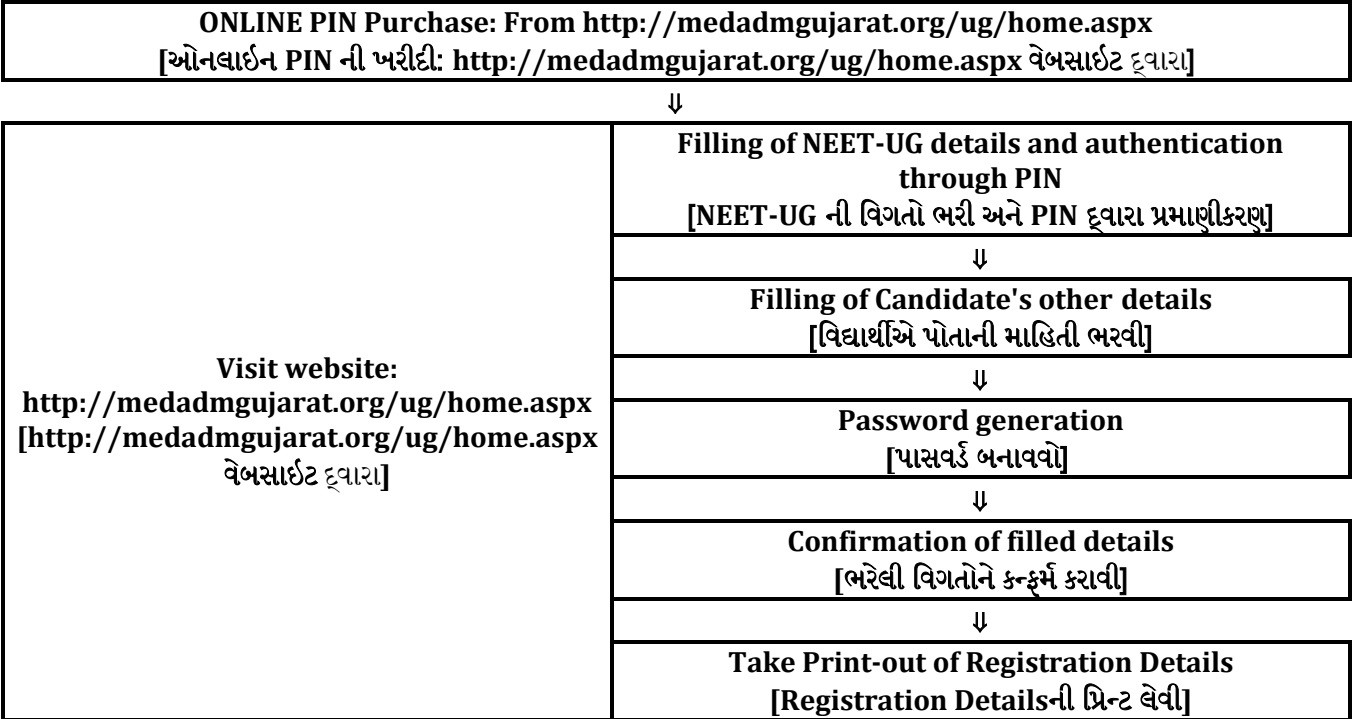 ONLINE PIN Purchase: From http://medadmgujarat.org/ug/home.aspx
[ઓનલાઇન PIN ની ખરીદી: http://medadmgujarat.org/ug/home.aspx વેબસાઇટ દ્વારા]
⇓
Visit website:
http://medadmgujarat.org/ug/home.aspx
[http://medadmgujarat.org/ug/home.aspx
વેબસાઇટ દ્વારા]
Filling of NEET-UG details and authentication
through PIN
[NEET-UG ની વિગતો ભરી અને PIN દ્વારા પ્રમાણીકરણ]
⇓
Filling of Candidate's other details
[વિદ્યાર્થીએ પોતાની માહિતી ભરવી]
⇓
Password generation
[પાસવર્ડ બનાવવો]
⇓
Confirmation of filled details
[ભરેલી વિગતોને કન્ફર્મ કરાવી]
⇓
Take Print-out of Registration Details
[Registration Detailsની પ્રિન્ટ લેવી]